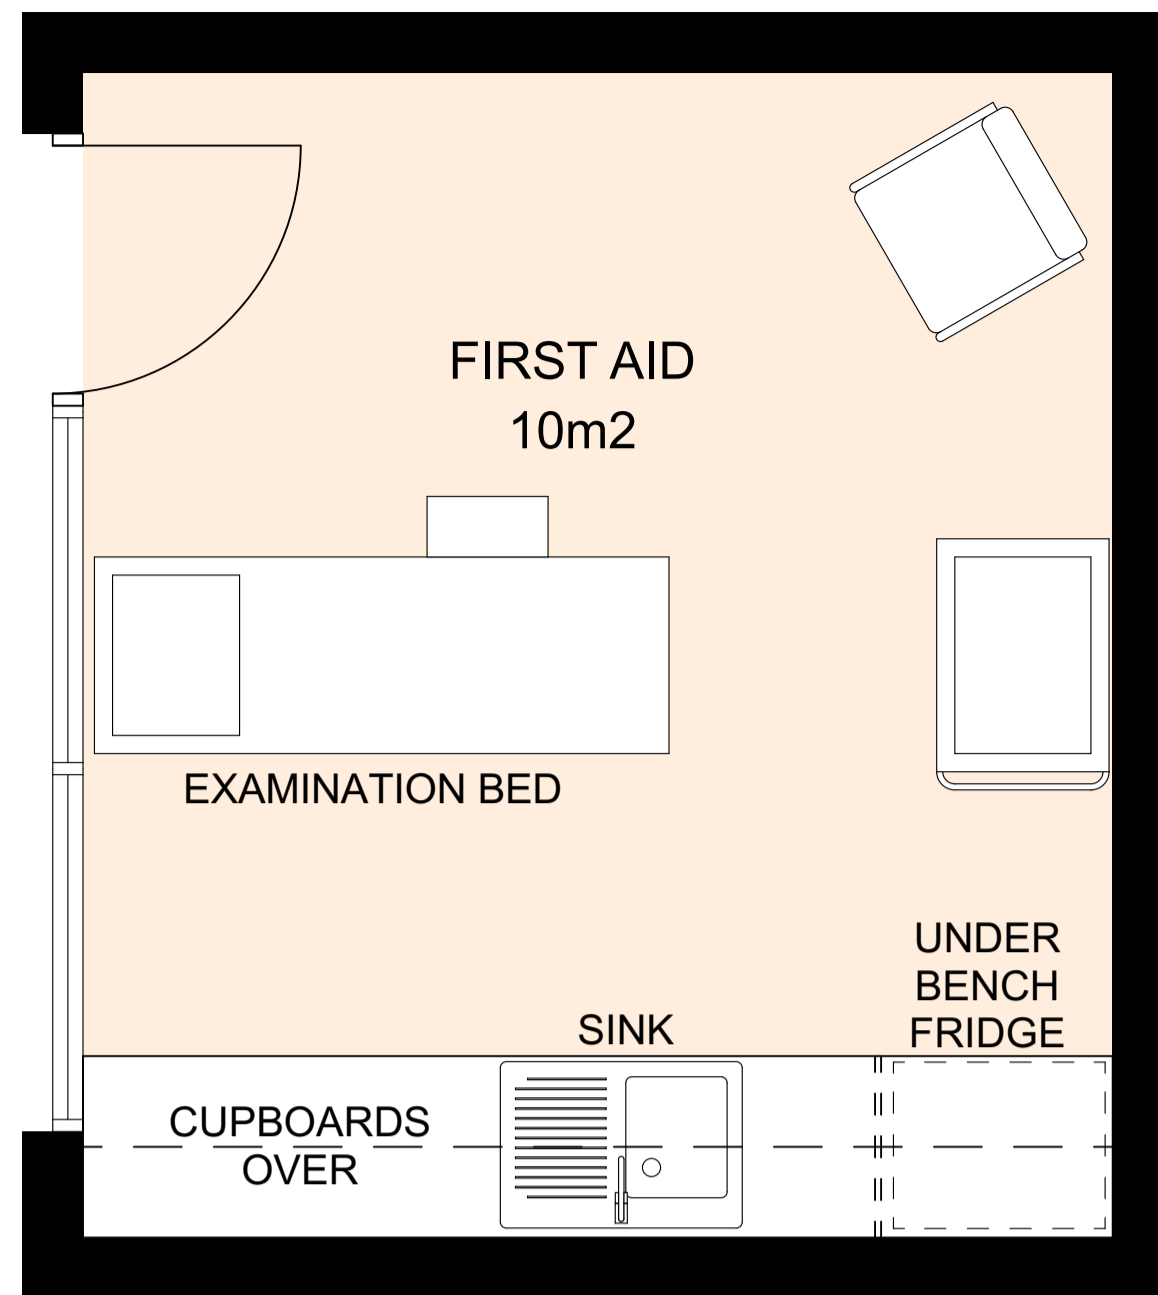 FIRST AID
10m2
EXAMINATION BED
UNDER
BENCH
FRIDGE
SINK
CUPBOARDS
OVER